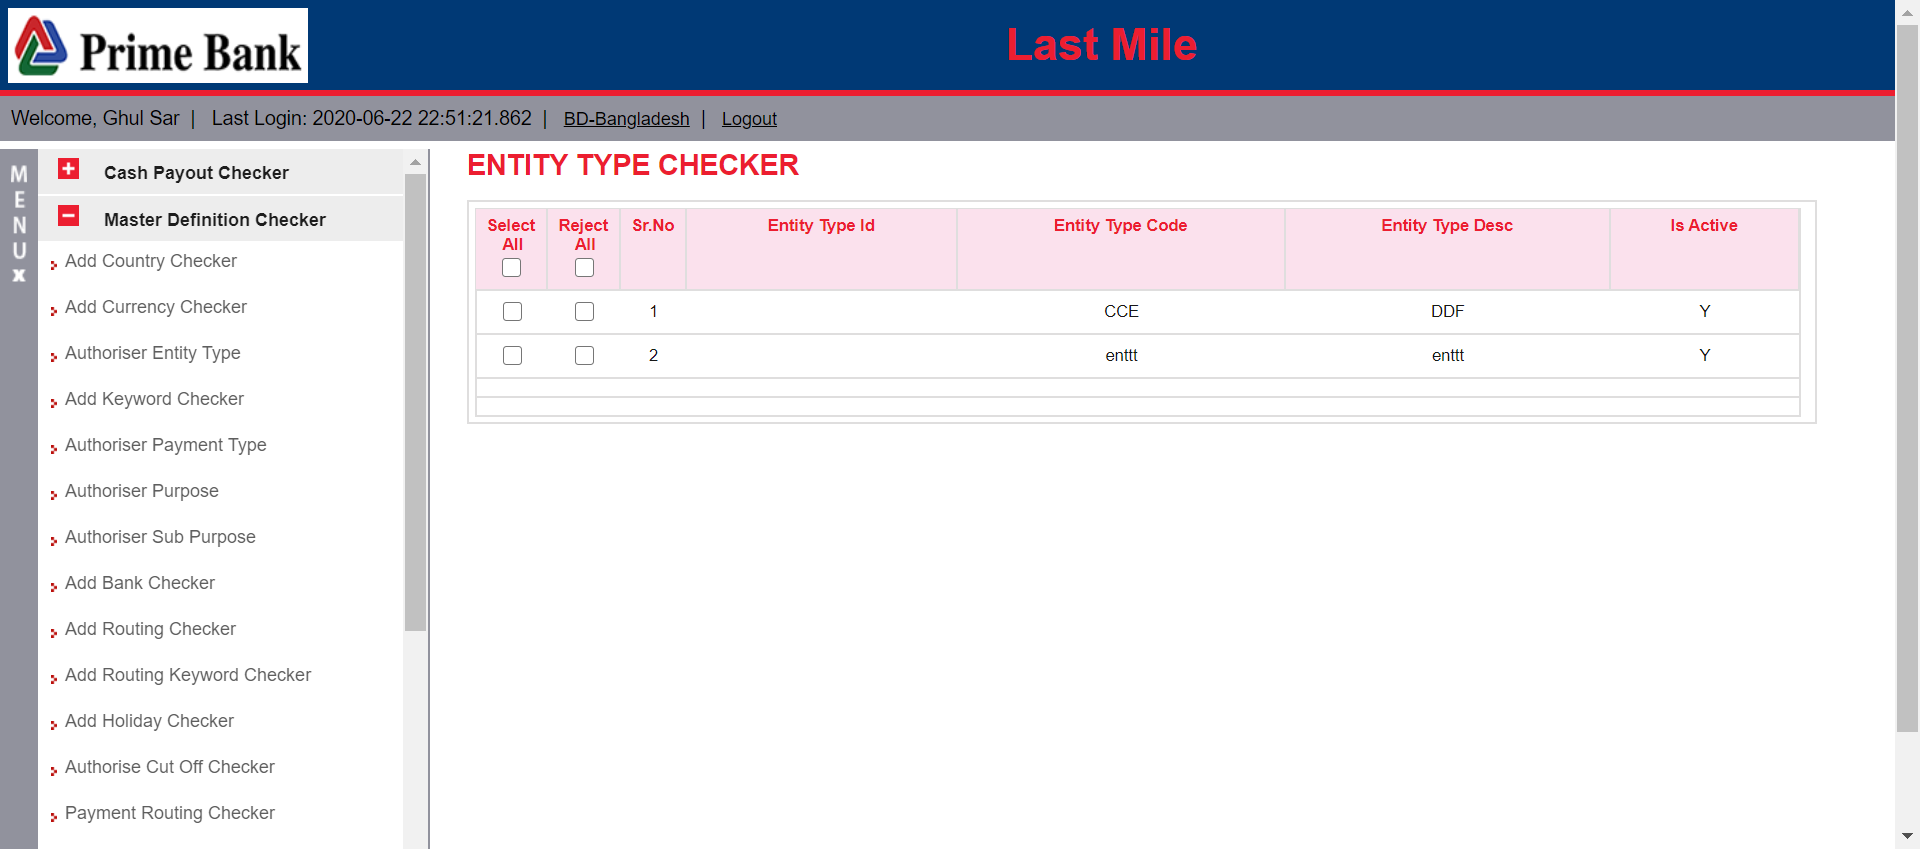 Prime Bank
Last Mile
Welcome, Ghul Sar | Last Login: 2020-06-22 22:51:21.862 | BD-Bangladesh | Logout
MENU
x
Cash Payout Checker
Master Definition Checker
Add Country Checker
Add Currency Checker
Authoriser Entity Type
Add Keyword Checker
Authoriser Payment Type
Authoriser Purpose
Authoriser Sub Purpose
Add Bank Checker
Add Routing Checker
Add Routing Keyword Checker
Add Holiday Checker
Authorise Cut Off Checker
Payment Routing Checker
ENTITY TYPE CHECKER
Select All Reject All Sr.No Entity Type Id Entity Type Code Entity Type Desc Is Active
1 CCE DDF Y
2 enttt enttt Y